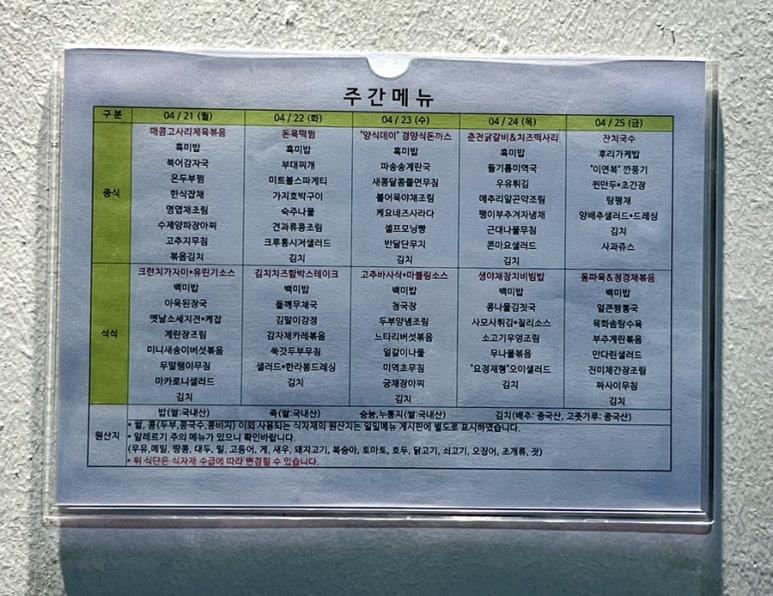 주간메뉴
구 분 04 / 21 (월) 04 / 22 (화) 04 / 23 (수) 04 / 24 (목) 04 / 25 (금)
중식
매콤고사리제육볶음 돈육떡찜 "양식데이" 경양식돈까스 춘천닭갈비&치즈떡사리 잔치국수
흑미밥 흑미밥 흑미밥 흑미밥 후리가케밥
북어감자국 부대찌개 파송송계란국 들기름미역국 "이연복" 깐풍기
온두부찜 미트볼스파게티 새콤달콤쫄면무침 우유튀김 찐만두*초간장
한식잡채 가지호박구이 볼어묵야채조림 메추리알곤약조림 탕평채
명엽채조림 숙주나물 케요네즈사라다 팽이부추겨자냉채 양배추샐러드*드레싱
수제양파장아찌 견과류콩조림 셀프모닝빵 근대나물무침 김치
고추지무침 크루통시저샐러드 반달단무지 콘마요샐러드 사과쥬스
볶음김치 김치 김치 김치
석식
크런치가자미*유린기소스 김치치즈함박스테이크 고추바사삭*마블링소스 생야채참치비빔밥 동파육&청경채볶음
백미밥 백미밥 백미밥 백미밥 백미밥
아욱된장국 들깨무채국 청국장 콩나물김칫국 얼큰짬뽕국
옛날소세지전*케찹 김말이강정 두부양념조림 사모사튀김*칠리소스 목화솜탕수육
계란장조림 감자채카레볶음 느타리버섯볶음 소고기우엉조림 부추계란볶음
미니새송이버섯볶음 쑥갓두부무침 얼갈이나물 무나물볶음 만다린샐러드
무말랭이무침 샐러드*한라봉드레싱 미역초무침 "요정재형"오이샐러드 진미채간장조림
마카로니샐러드 김치 궁채장아찌 김치 짜사이무침
김치 김치 김치
원산지
밥(쌀:국내산) 죽(쌀:국내산) 숭늉,누룽지(쌀:국내산) 김치(배추: 중국산, 고춧가루: 중국산)
* 쌀, 콩(두부,콩국수,콩비지) 이외 사용되는 식자재의 원산지는 일일메뉴 게시판에 별도로 표시하였습니다.
* 알레르기 주의 메뉴가 있으니 확인바랍니다.
(우유,메밀, 땅콩, 대두, 밀, 고등어, 게, 새우, 돼지고기, 복숭아, 토마토, 호두, 닭고기, 쇠고기, 오징어, 조개류, 잣)
* 위 식단은 식자재 수급에 따라 변경될 수 있습니다.